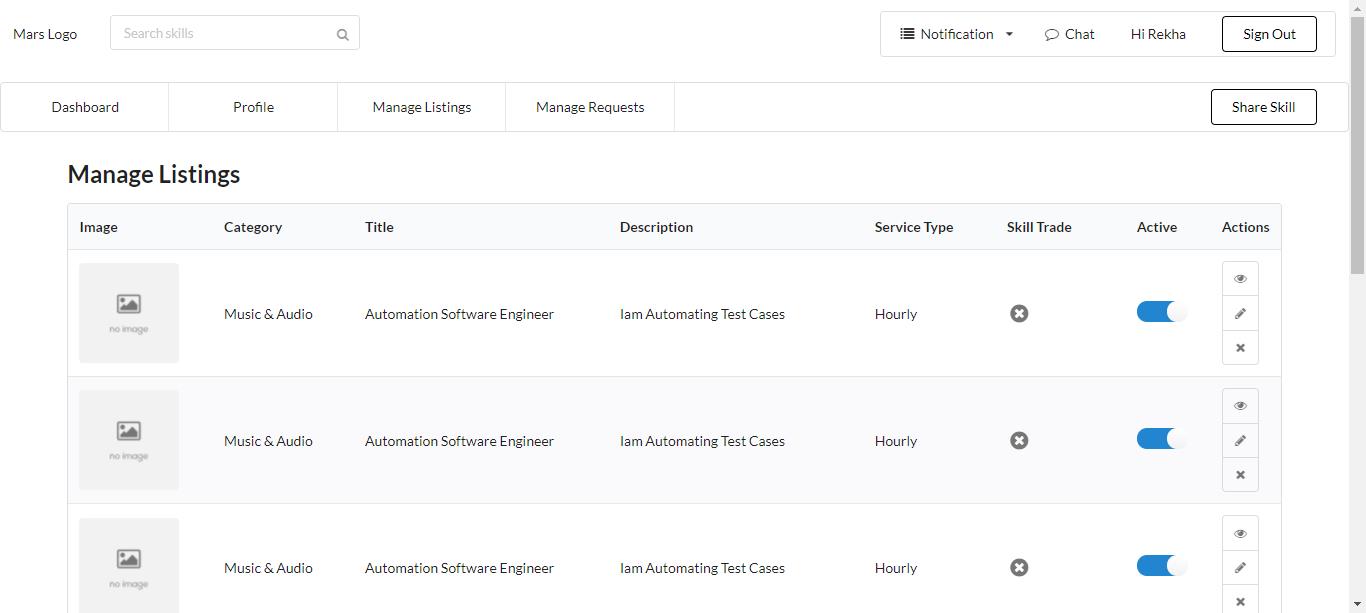 Mars Logo Search skills Notification Chat Hi Rekha Sign Out
Dashboard Profile Manage Listings Manage Requests Share Skill
Manage Listings
Image Category Title Description Service Type Skill Trade Active Actions
no image Music & Audio Automation Software Engineer Iam Automating Test Cases Hourly
no image Music & Audio Automation Software Engineer Iam Automating Test Cases Hourly
no image Music & Audio Automation Software Engineer Iam Automating Test Cases Hourly